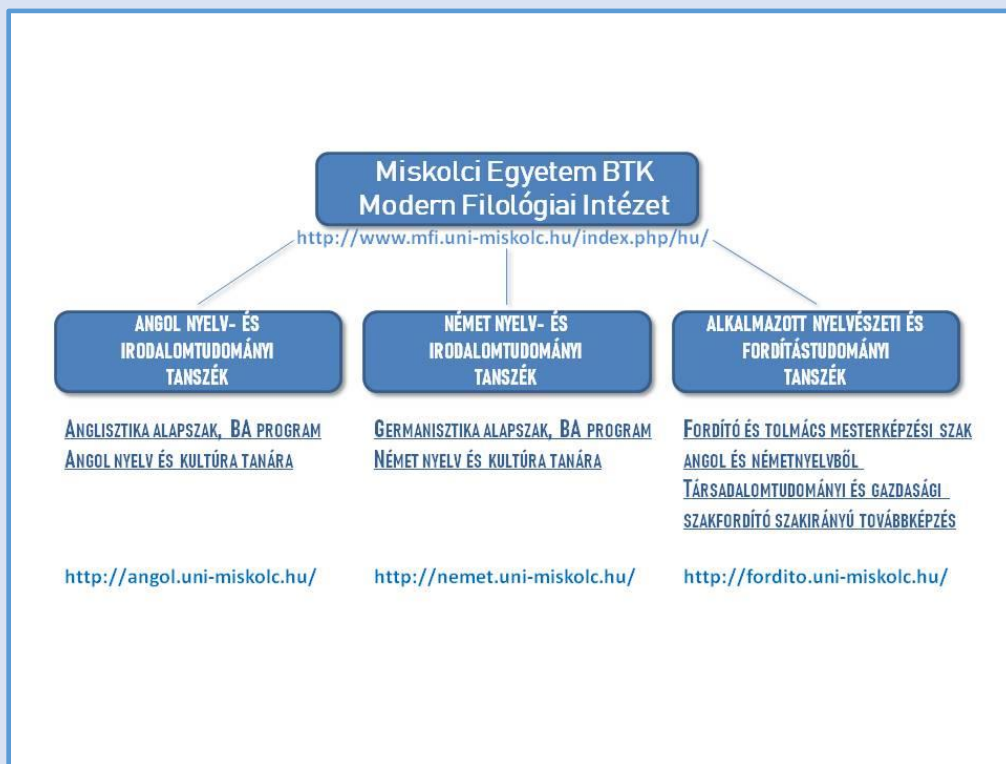 Miskolci Egyetem BTK
Modern Filológiai Intézet
http://www.mfi.uni-miskolc.hu/index.php/hu/
ANGOL NYELV- ÉS
IRODALOMTUDOMÁNYI
TANSZÉK
ANGLISZTIKA ALAPSZAK, BA PROGRAM
ANGOL NYELV ÉS KULTÚRA TANÁRA
http://angol.uni-miskolc.hu/
NÉMET NYELV- ÉS
IRODALOMTUDOMÁNYI
TANSZÉK
GERMANISZTIKA ALAPSZAK, BA PROGRAM
NÉMET NYELV ÉS KULTÚRA TANÁRA
http://nemet.uni-miskolc.hu/
ALKALMAZOTT NYELVÉSZETI ÉS
FORDÍTÁSTUDOMÁNYI
TANSZÉK
FORDÍTÓ ÉS TOLMÁCS MESTERKÉPZÉSI SZAK
ANGOL ÉS NÉMETNYELVBŐL
TÁRSADALOMTUDOMÁNYI ÉS GAZDASÁGI
SZAKFORDÍTÓ SZAKIRÁNYÚ TOVÁBBKÉPZÉS
http://fordito.uni-miskolc.hu/